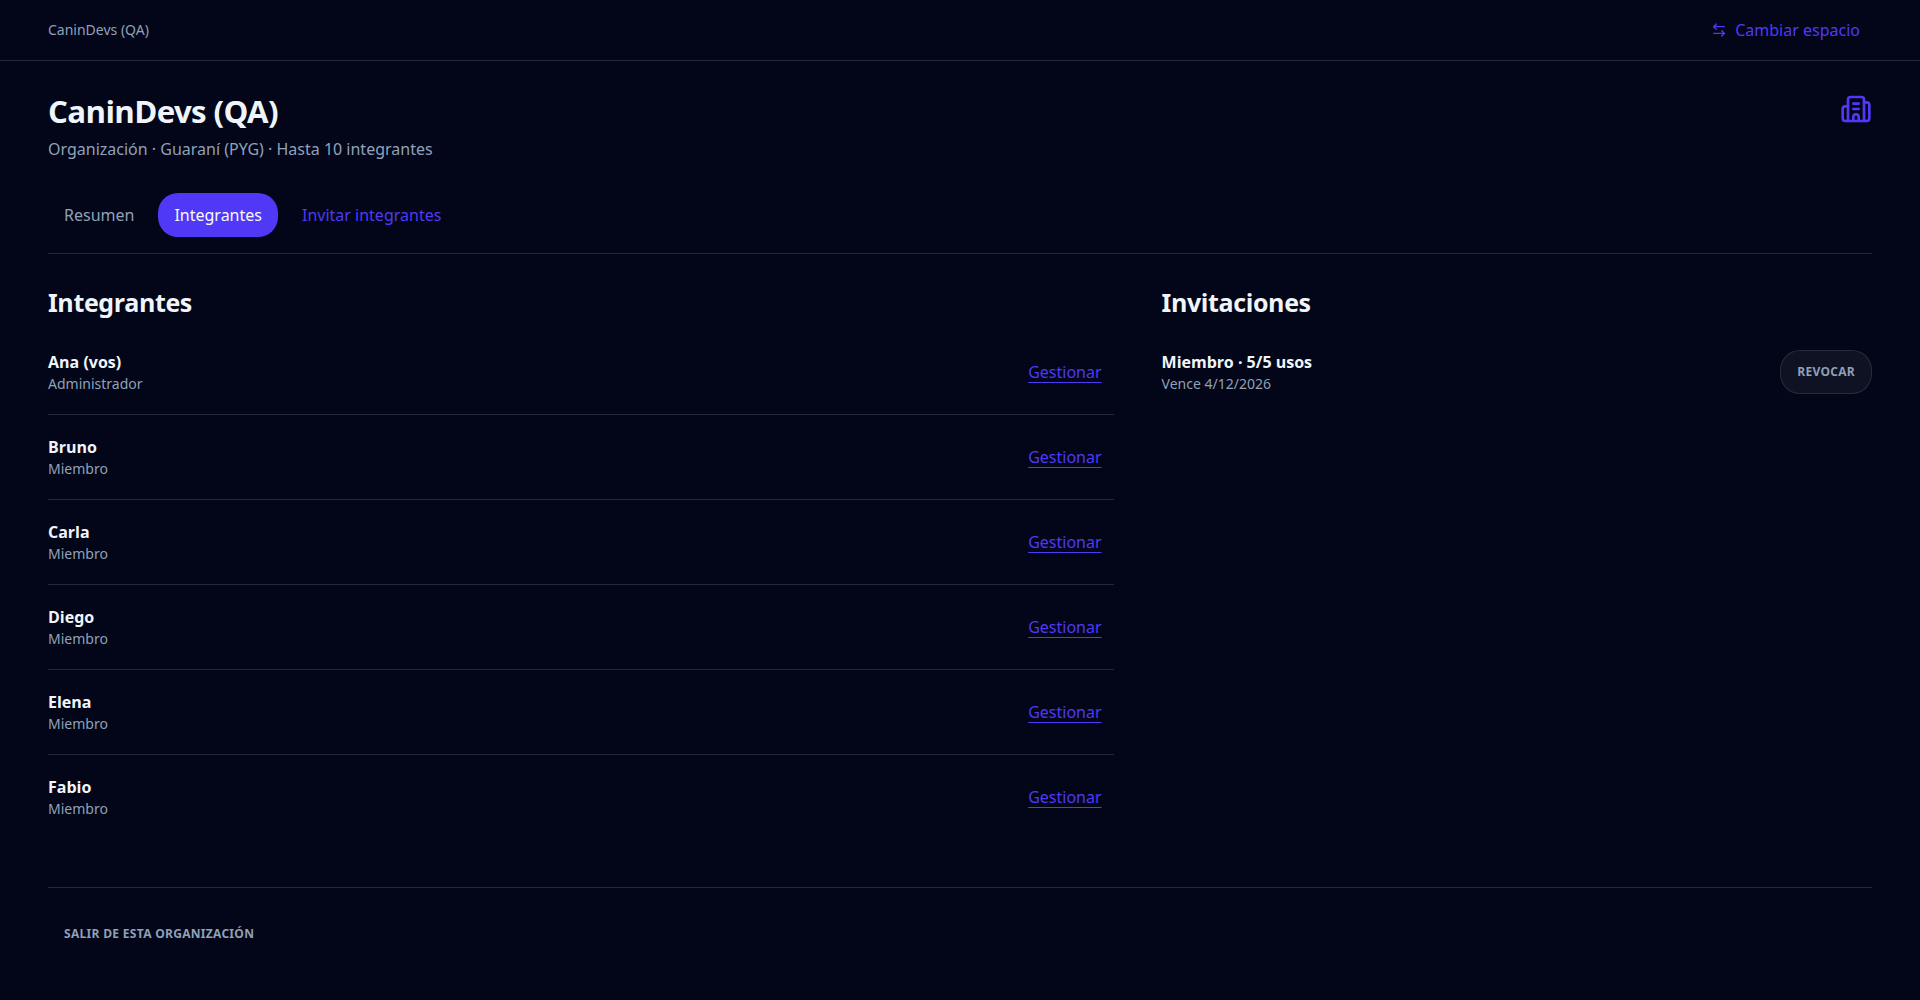 CaninDevs (QA)
Cambiar espacio
CaninDevs (QA)
Organización · Guaraní (PYG) · Hasta 10 integrantes
Resumen
Integrantes
Invitar integrantes
Integrantes
Ana (vos)
Administrador
Gestionar
Bruno
Miembro
Gestionar
Carla
Miembro
Gestionar
Diego
Miembro
Gestionar
Elena
Miembro
Gestionar
Fabio
Miembro
Gestionar
Invitaciones
Miembro · 5/5 usos
Vence 4/12/2026
REVOCAR
SALIR DE ESTA ORGANIZACIÓN